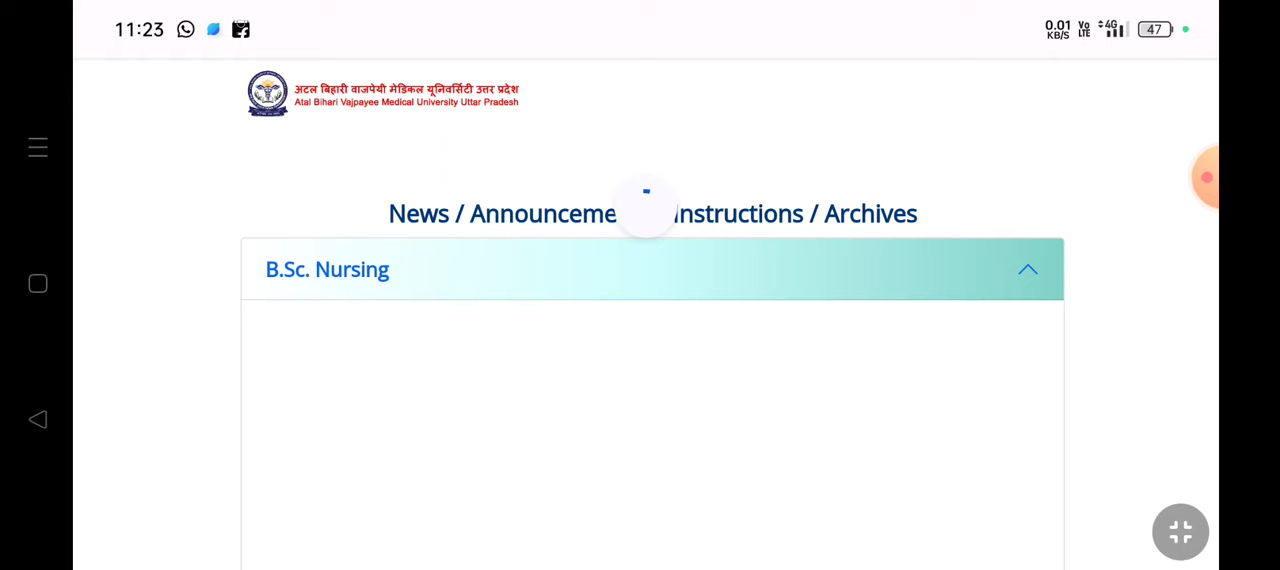 11:23
0.01 KB/S Vo LTE 4G 47
अटल बिहारी वाजपेयी मेडिकल यूनिवर्सिटी उत्तर प्रदेश
Atal Bihari Vajpayee Medical University Uttar Pradesh
News / Announceme nstructions / Archives
B.Sc. Nursing